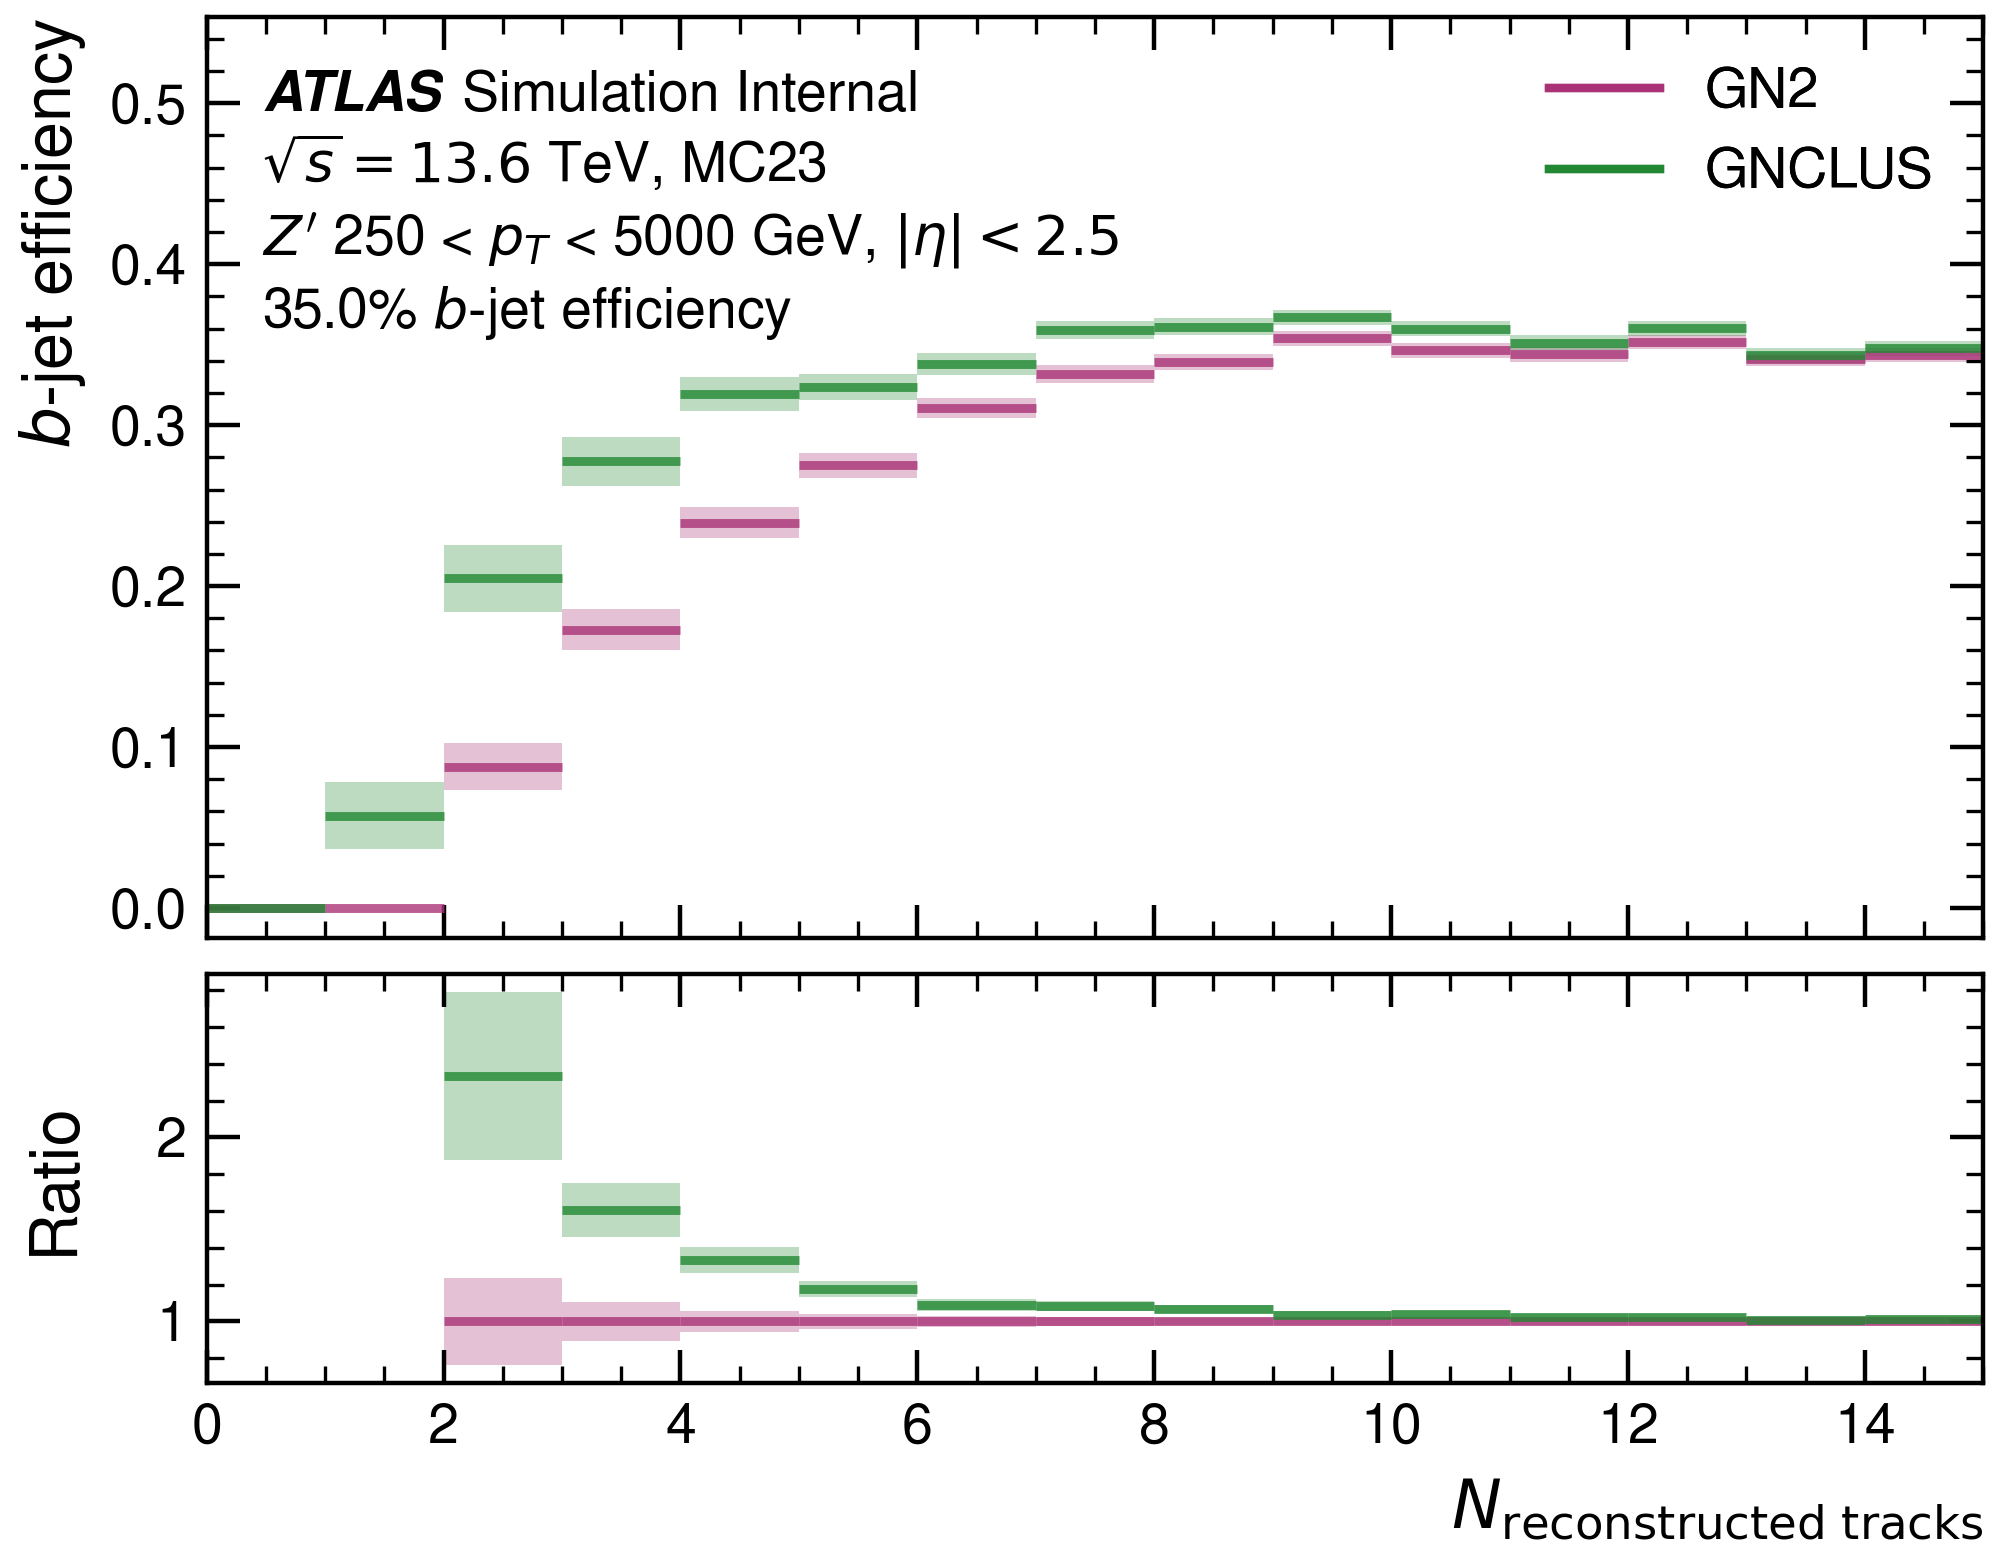 b-jet efficiency
ATLAS Simulation Internal
√s = 13.6 TeV, MC23
Z′ 250 < p_T < 5000 GeV, |η| < 2.5
35.0% b-jet efficiency
GN2
GNCLUS
0.5
0.4
0.3
0.2
0.1
0.0
Ratio
2
1
0 2 4 6 8 10 12 14
N_reconstructed tracks